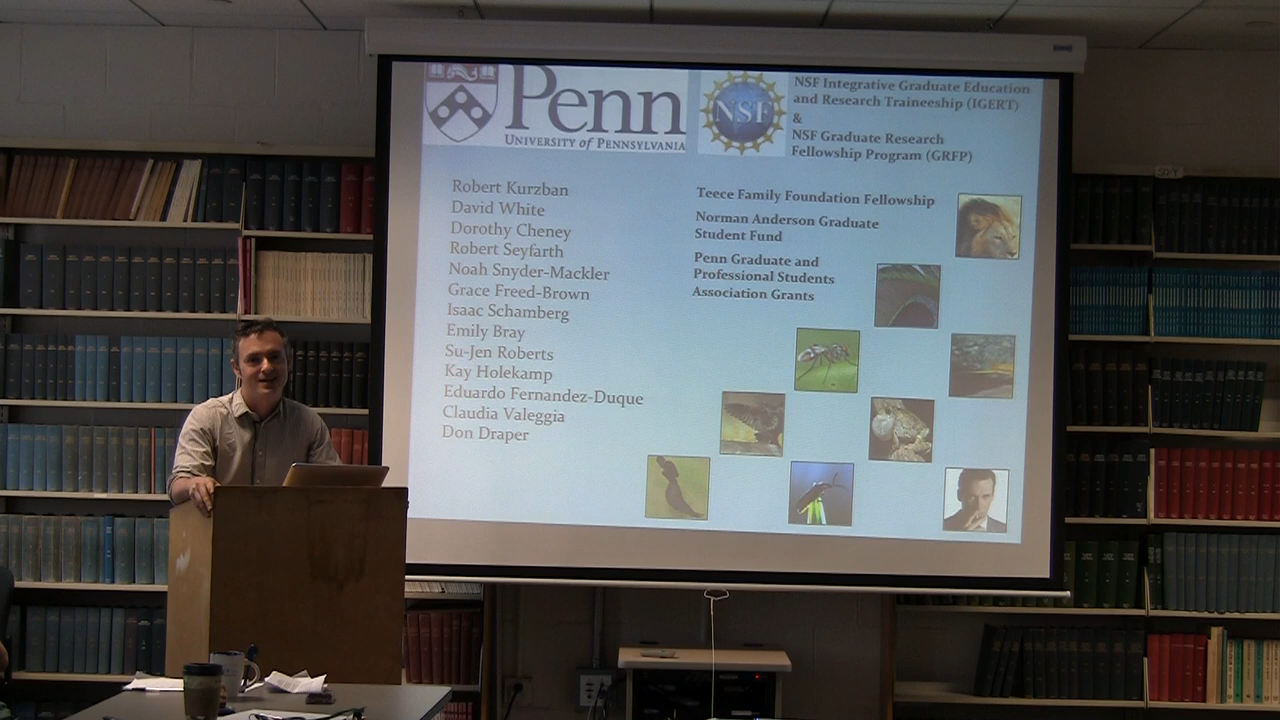 Penn
UNIVERSITY of PENNSYLVANIA
NSF
NSF Integrative Graduate Education
and Research Traineeship (IGERT)
&
NSF Graduate Research
Fellowship Program (GRFP)
Robert Kurzban
David White
Dorothy Cheney
Robert Seyfarth
Noah Snyder-Mackler
Grace Freed-Brown
Isaac Schamberg
Emily Bray
Su-Jen Roberts
Kay Holekamp
Eduardo Fernandez-Duque
Claudia Valeggia
Don Draper
Teece Family Foundation Fellowship
Norman Anderson Graduate
Student Fund
Penn Graduate and
Professional Students
Association Grants